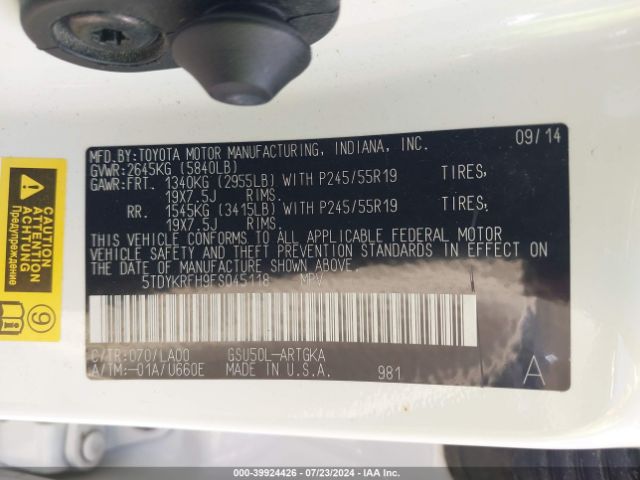 09/14
MFD.BY:TOYOTA MOTOR MANUFACTURING, INDIANA, INC.
GVWR:2645KG (5840LB)
GAWR:FRT. 1340KG (2955LB) WITH P245/55R19 TIRES,
19X7.5J RIMS.
RR. 1545KG (3415LB) WITH P245/55R19 TIRES,
19X7.5J RIMS.
THIS VEHICLE CONFORMS TO ALL APPLICABLE FEDERAL MOTOR
VEHICLE SAFETY AND THEFT PREVENTION STANDARDS IN EFFECT ON
THE DATE OF MANUFACTURE SHOWN ABOVE.
5TDYKRFH9FS045118 MPV
C/TR:070/LA00 GSU50L-ARTGKA
A/TM:-01A/U660E MADE IN U.S.A. 981
A
CAUTION
ACHTUNG
ATTENTION
Предупреждение
9
000-39924426 - 07/23/2024 - IAA Inc.